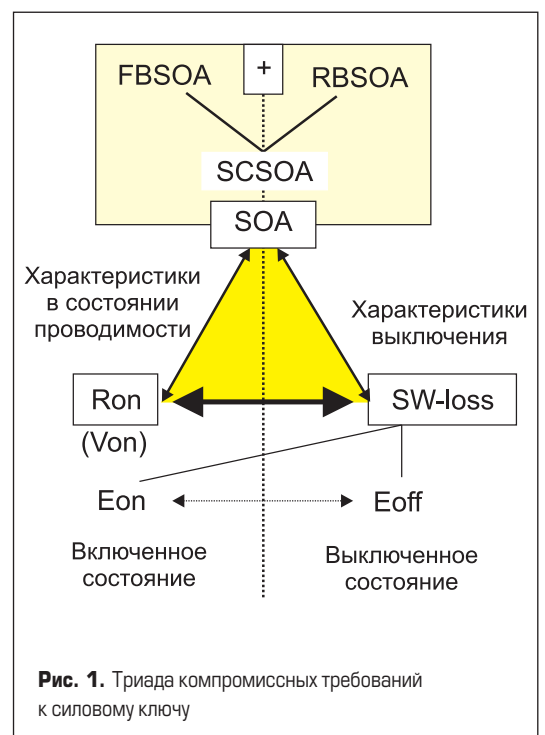 +
FBSOA
RBSOA
SCSOA
SOA
Характеристики
в состоянии
проводимости
Характеристики
выключения
Ron
(Von)
SW-loss
Eon
Eoff
Включенное
состояние
Выключенное
состояние
Рис. 1. Триада компромиссных требований
к силовому ключу